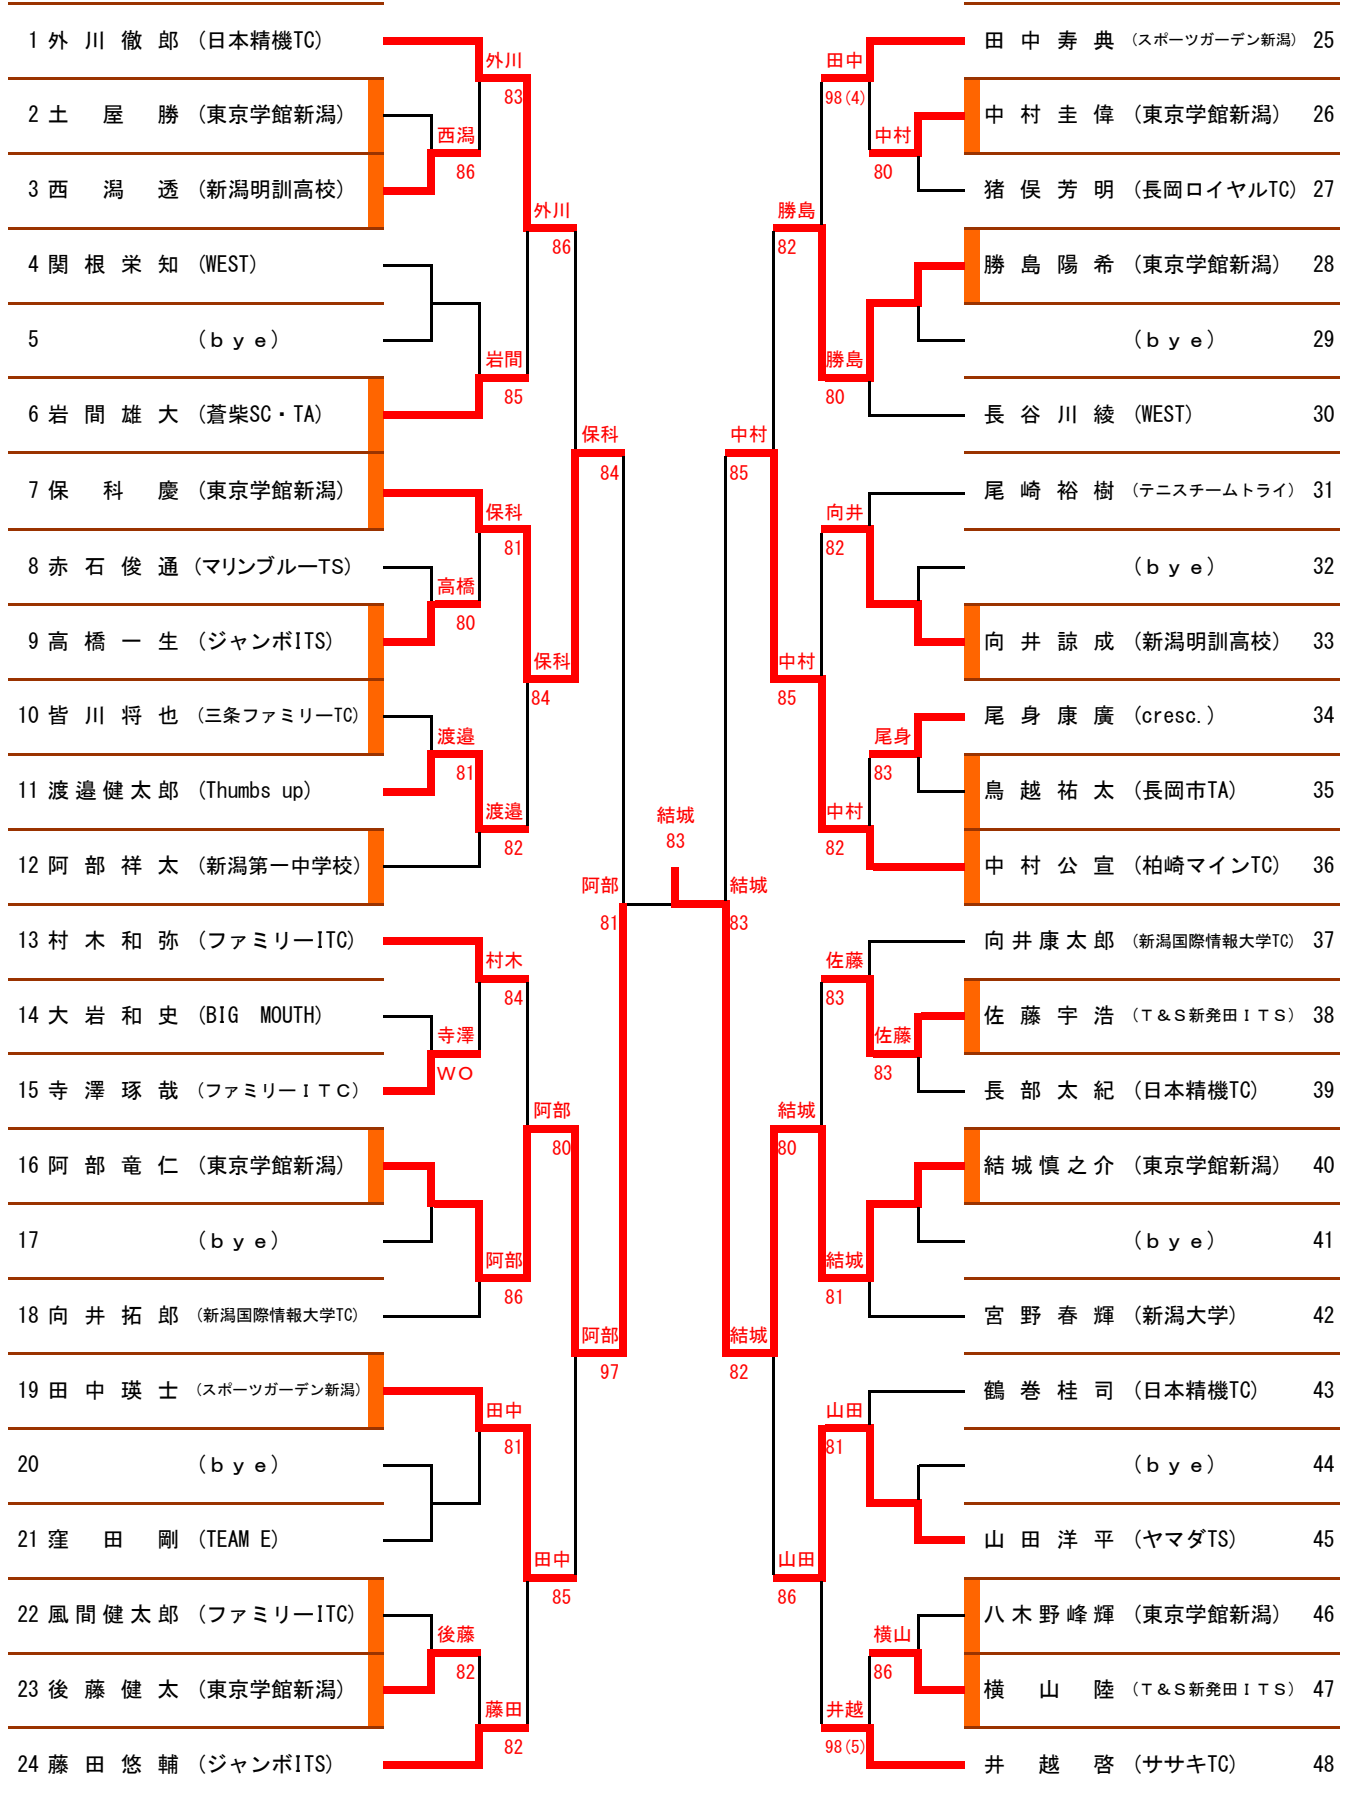 1 外 川 徹 郎 (日本精機TC)
外川
83
2 土 屋 勝 (東京学館新潟)
西潟
86
3 西 潟 透 (新潟明訓高校)
外川
86
4 関 根 栄 知 (WEST)
5 (ｂｙｅ)
岩間
85
6 岩 間 雄 大 (蒼柴SC・TA)
保科
84
7 保 科 慶 (東京学館新潟)
保科
81
8 赤 石 俊 通 (マリンブルーTS)
高橋
80
9 高 橋 一 生 (ジャンボITS)
保科
84
10 皆 川 将 也 (三条ファミリーTC)
渡邉
81
11 渡邉健太郎 (Thumbs up)
渡邉
82
12 阿 部 祥 太 (新潟第一中学校)
阿部
81
13 村 木 和 弥 (ファミリーITC)
村木
84
14 大 岩 和 史 (BIG MOUTH)
寺澤
ＷＯ
15 寺 澤 琢 哉 (ファミリーＩＴＣ)
阿部
80
16 阿 部 竜 仁 (東京学館新潟)
17 (ｂｙｅ)
阿部
86
18 向 井 拓 郎 (新潟国際情報大学TC)
阿部
97
19 田 中 瑛 士 (スポーツガーデン新潟)
田中
81
20 (ｂｙｅ)
21 窪 田 剛 (TEAM E)
田中
85
22 風間健太郎 (ファミリーITC)
後藤
82
23 後 藤 健 太 (東京学館新潟)
藤田
82
24 藤 田 悠 輔 (ジャンボITS)
結城
83
田 中 寿 典 (スポーツガーデン新潟) 25
田中
98(4)
中 村 圭 偉 (東京学館新潟) 26
中村
80
猪 俣 芳 明 (長岡ロイヤルTC) 27
勝島
82
勝 島 陽 希 (東京学館新潟) 28
(ｂｙｅ) 29
勝島
80
長 谷 川 綾 (WEST) 30
中村
85
尾 崎 裕 樹 (テニスチームトライ) 31
向井
82
(ｂｙｅ) 32
向 井 諒 成 (新潟明訓高校) 33
中村
85
尾 身 康 廣 (cresc.) 34
尾身
83
鳥 越 祐 太 (長岡市TA) 35
中村
82
中 村 公 宣 (柏崎マインTC) 36
結城
83
向井康太郎 (新潟国際情報大学TC) 37
佐藤
83
佐 藤 宇 浩 (Ｔ＆Ｓ新発田ＩＴＳ) 38
佐藤
83
長 部 太 紀 (日本精機TC) 39
結城
80
結城慎之介 (東京学館新潟) 40
(ｂｙｅ) 41
結城
81
宮 野 春 輝 (新潟大学) 42
結城
82
鶴 巻 桂 司 (日本精機TC) 43
山田
81
(ｂｙｅ) 44
山 田 洋 平 (ヤマダTS) 45
山田
86
八木野峰輝 (東京学館新潟) 46
横山
86
横 山 陸 (Ｔ＆Ｓ新発田ＩＴＳ) 47
井越
98(5)
井 越 啓 (ササキTC) 48